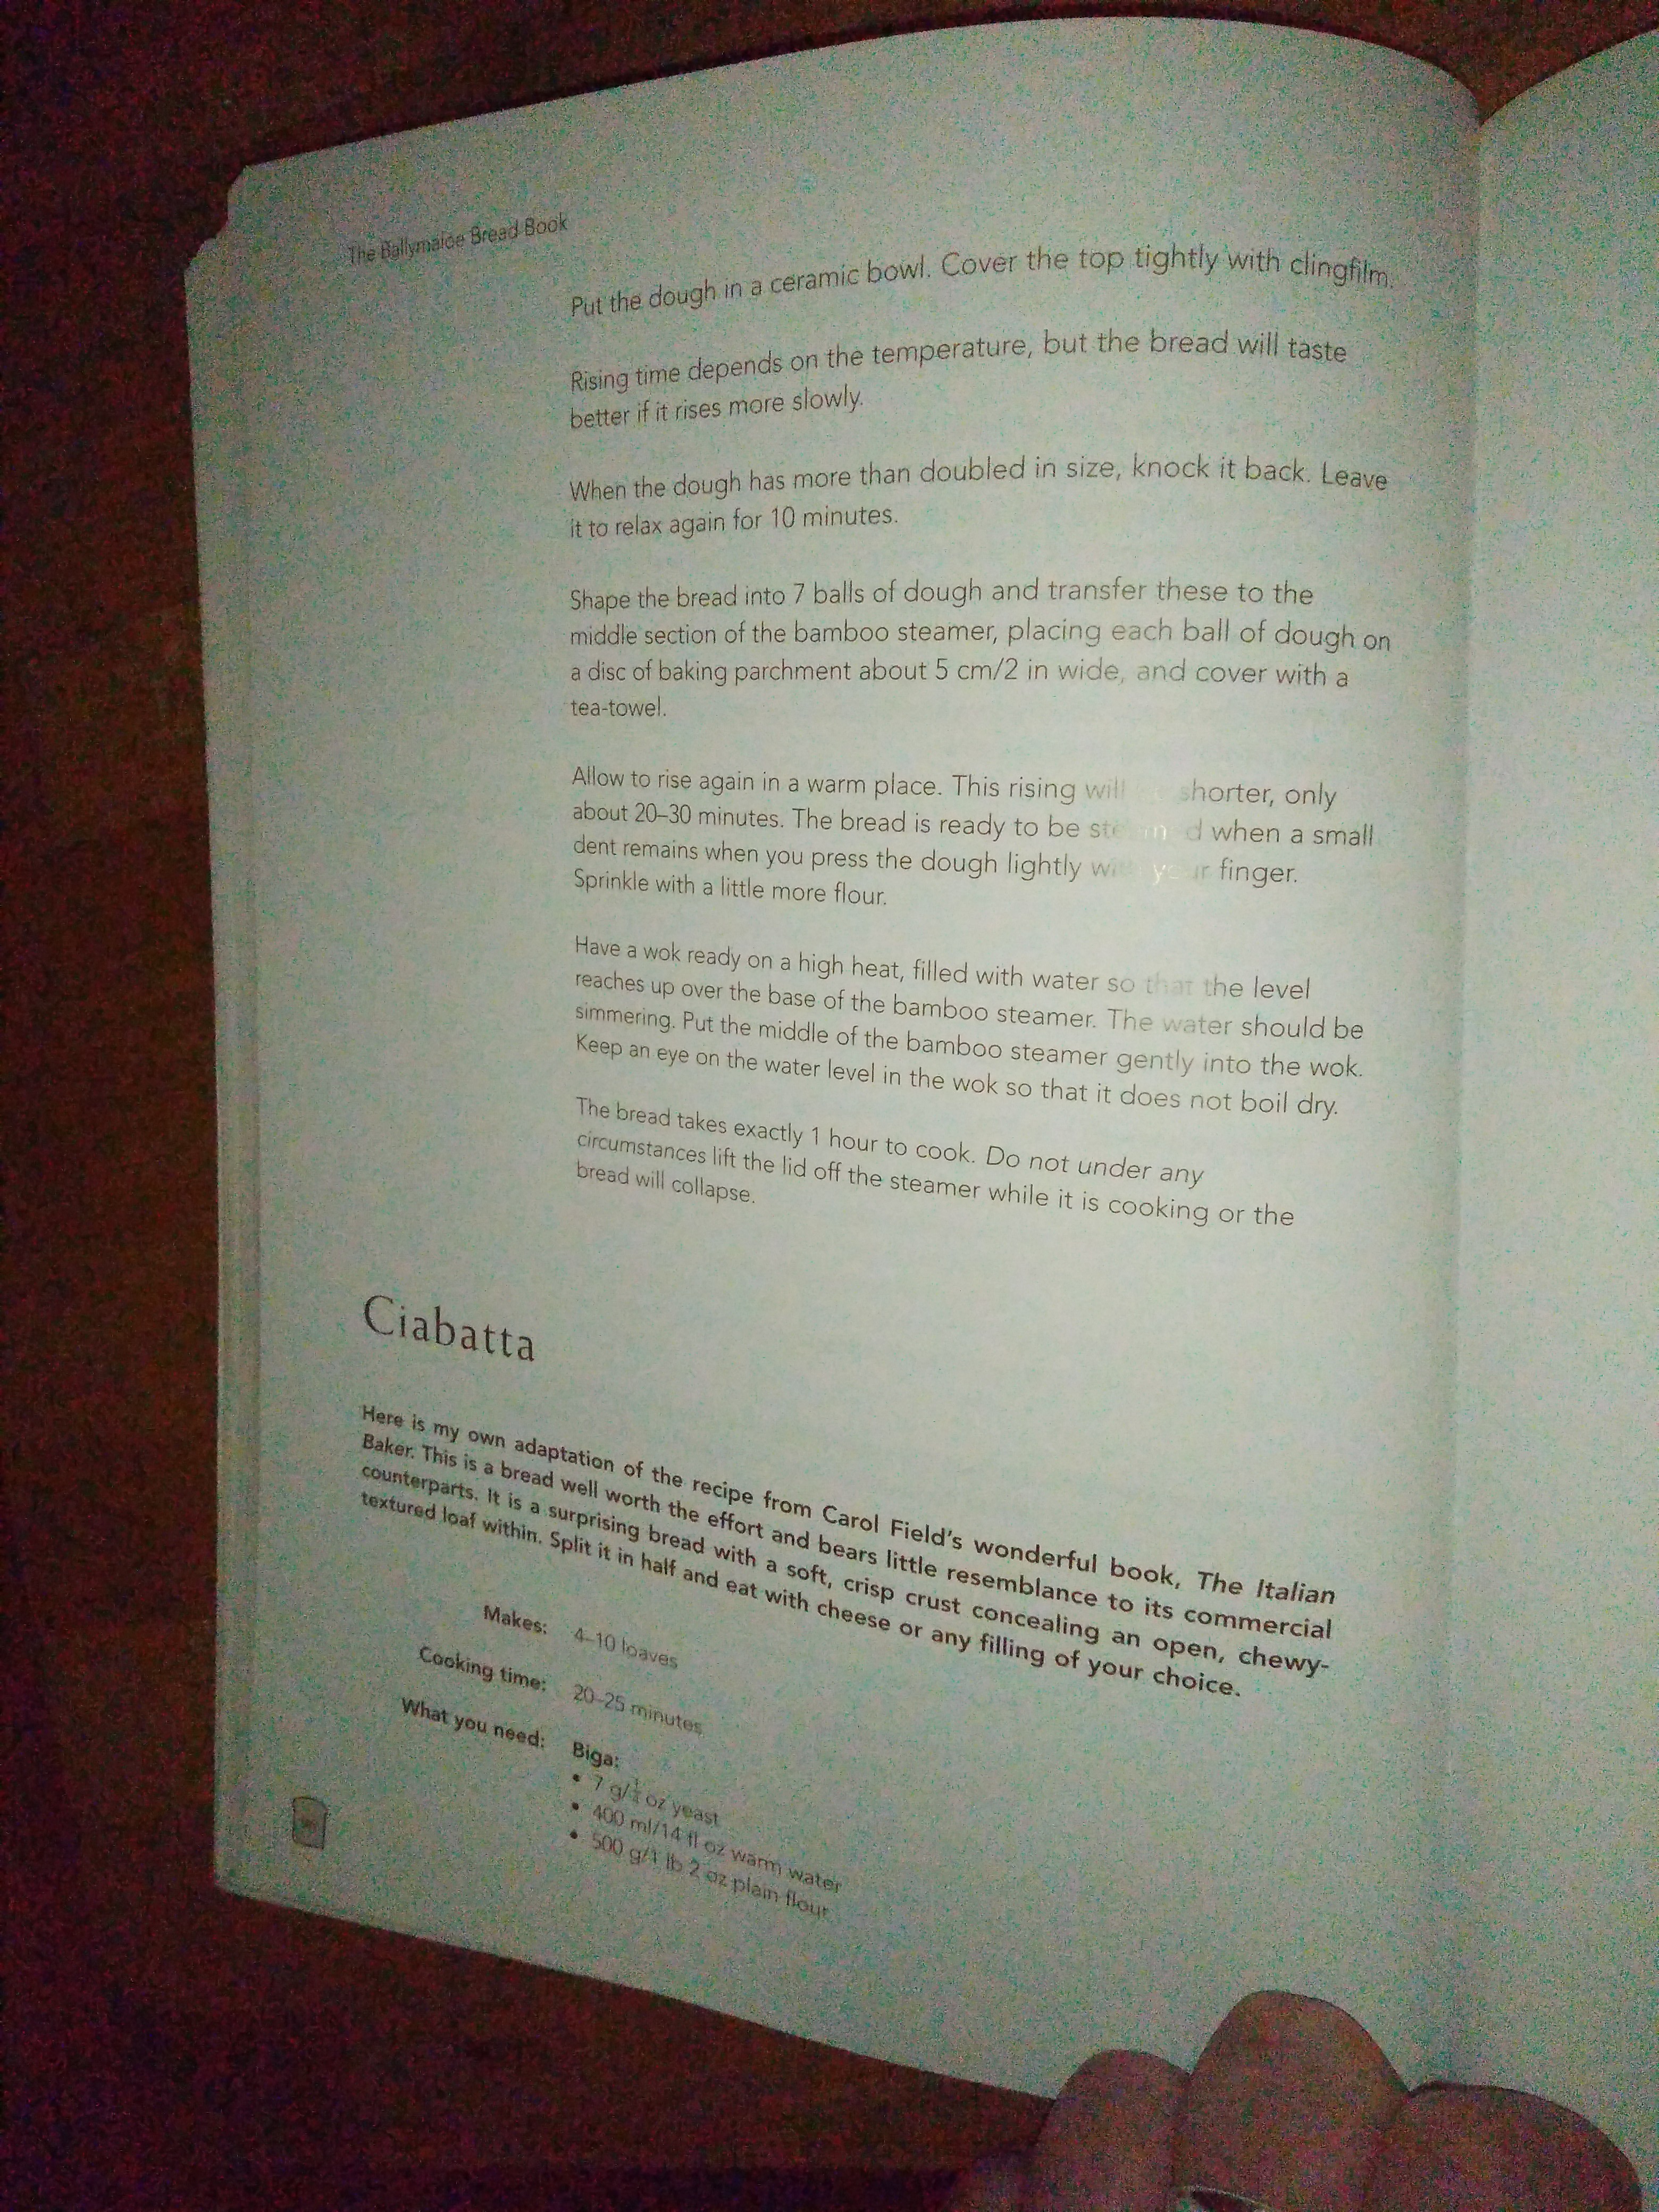 The Ballymaloe Bread Book
Put the dough in a ceramic bowl. Cover the top tightly with clingfilm.
Rising time depends on the temperature, but the bread will taste
better if it rises more slowly.
When the dough has more than doubled in size, knock it back. Leave
it to relax again for 10 minutes.
Shape the bread into 7 balls of dough and transfer these to the
middle section of the bamboo steamer, placing each ball of dough on
a disc of baking parchment about 5 cm/2 in wide, and cover with a
tea-towel.
Allow to rise again in a warm place. This rising will shorter, only
about 20–30 minutes. The bread is ready to be steamed when a small
dent remains when you press the dough lightly with your finger.
Sprinkle with a little more flour.
Have a wok ready on a high heat, filled with water so that the level
reaches up over the base of the bamboo steamer. The water should be
simmering. Put the middle of the bamboo steamer gently into the wok.
Keep an eye on the water level in the wok so that it does not boil dry.
The bread takes exactly 1 hour to cook. Do not under any
circumstances lift the lid off the steamer while it is cooking or the
bread will collapse.
Ciabatta
Here is my own adaptation of the recipe from Carol Field's wonderful book, The Italian
Baker. This is a bread well worth the effort and bears little resemblance to its commercial
counterparts. It is a surprising bread with a soft, crisp crust concealing an open, chewy-
textured loaf within. Split it in half and eat with cheese or any filling of your choice.
Makes: 4–10 loaves
Cooking time: 20–25 minutes
What you need: Biga:
• 7 g/¼ oz yeast
• 400 ml/14 fl oz warm water
• 500 g/1 lb 2 oz plain flour